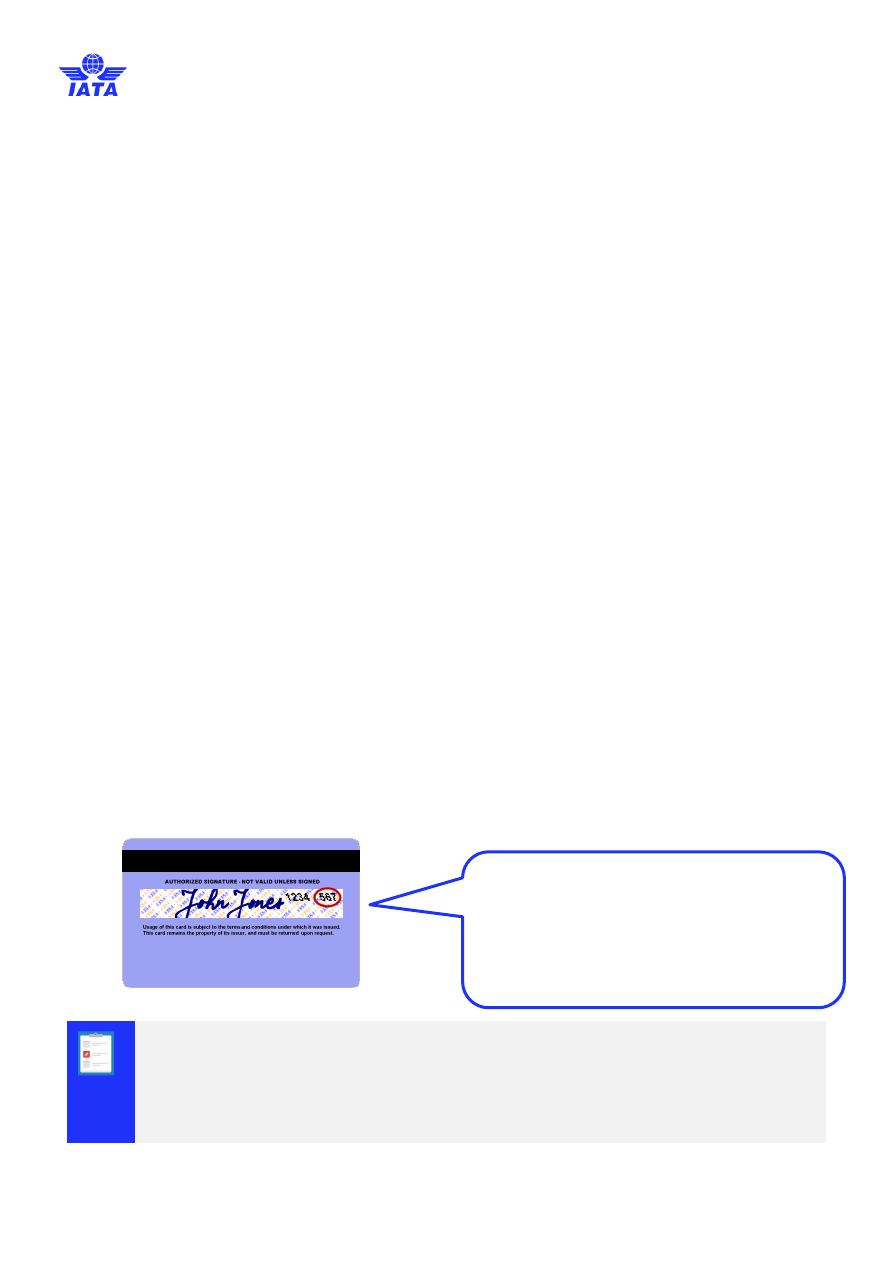 IATA
AUTHORIZED SIGNATURE - NOT VALID UNLESS SIGNED
John Jones 1234 567
Usage of this card is subject to the terms and conditions under which it was issued.
This card remains the property of its issuer, and must be returned upon request.